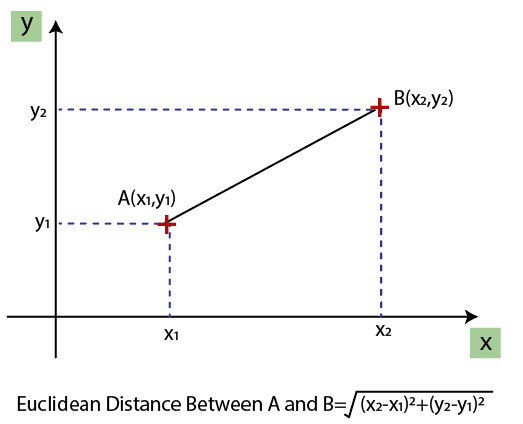 y
y₂
B(x₂,y₂)
A(x₁,y₁)
y₁
x₁
x₂
x
Euclidean Distance Between A and B=√(x₂-x₁)²+(y₂-y₁)²